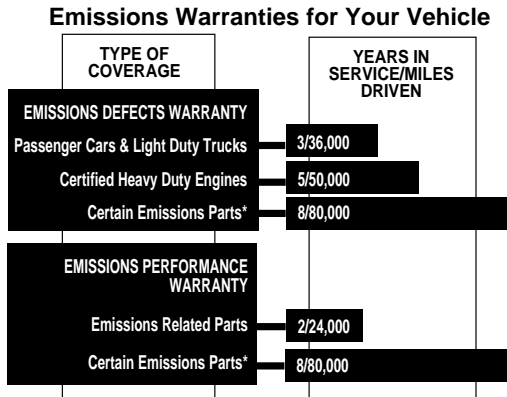 Emissions Warranties for Your Vehicle
TYPE OF
COVERAGE
YEARS IN
SERVICE/MILES
DRIVEN
EMISSIONS DEFECTS WARRANTY
Passenger Cars & Light Duty Trucks 3/36,000
Certified Heavy Duty Engines 5/50,000
Certain Emissions Parts* 8/80,000
EMISSIONS PERFORMANCE
WARRANTY
Emissions Related Parts 2/24,000
Certain Emissions Parts* 8/80,000